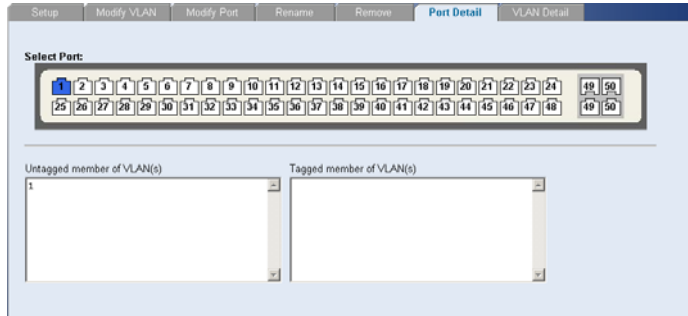 Setup Modify VLAN Modify Port Rename Remove Port Detail VLAN Detail
Select Port:
1 2 3 4 5 6 7 8 9 10 11 12 13 14 15 16 17 18 19 20 21 22 23 24 49 50
25 26 27 28 29 30 31 32 33 34 35 36 37 38 39 40 41 42 43 44 45 46 47 48 49 50
Untagged member of VLAN(s) Tagged member of VLAN(s)
1